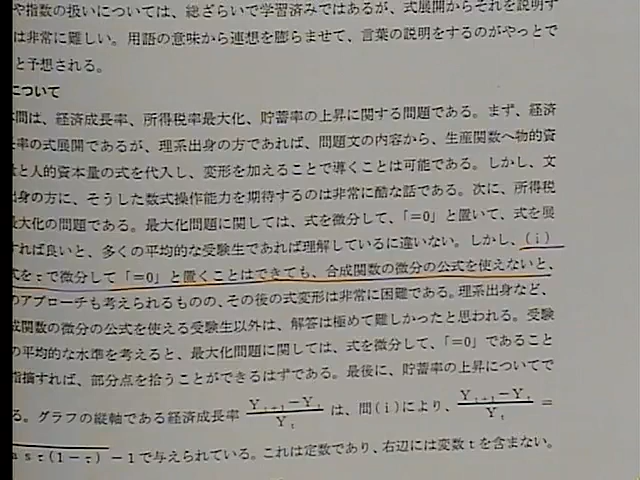 や指数の扱いについては、総ざらいで学習済みではあるが、式展開からそれを説明す
は非常に難しい。用語の意味から連想を膨らませて、言葉の説明をするのがやっとで
と予想される。
について
間は、経済成長率、所得税率最大化、貯蓄率の上昇に関する問題である。まず、経済
率の式展開であるが、理系出身の方であれば、問題文の内容から、生産関数へ物的資
と人的資本量の式を代入し、変形を加えることで導くことは可能である。しかし、文
出身の方に、そうした数式操作能力を期待するのは非常に酷な話である。次に、所得税
最大化の問題である。最大化問題に関しては、式を微分して、「=0」と置いて、式を展
すれば良いと、多くの平均的な受験生であれば理解しているに違いない。しかし、(i)
式をτで微分して「=0」と置くことはできても、合成関数の微分の公式を使えないと、
のアプローチも考えられるものの、その後の式変形は非常に困難である。理系出身など、
成関数の微分の公式を使える受験生以外は、解答は極めて難しかったと思われる。受験
の平均的な水準を考えると、最大化問題に関しては、式を微分して、「=0」であること
指摘すれば、部分点を拾うことができるはずである。最後に、貯蓄率の上昇についてで
る。グラフの縦軸である経済成長率 (Y_{t+1}−Y_t)/Y_t は、問(i)により、(Y_{t+1}−Y_t)/Y_t =
sτ(1−τ) −1で与えられている。これは定数であり、右辺には変数tを含まない。